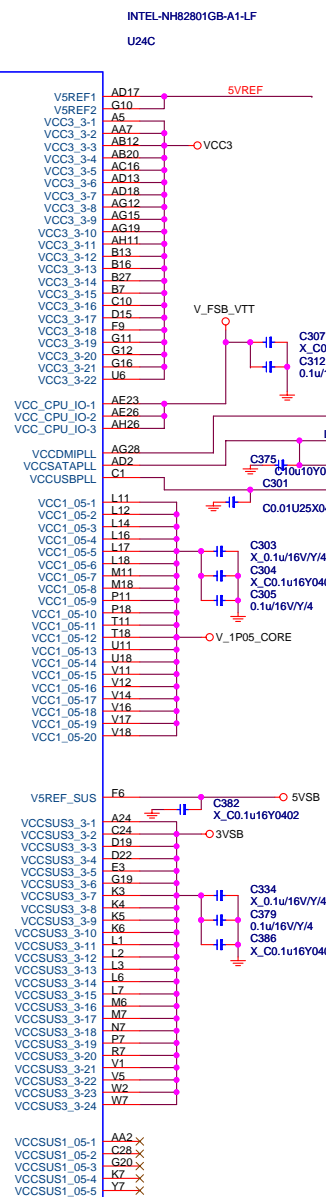 INTEL-NH82801GB-A1-LF
U24C
V5REF1 AD17 5VREF
V5REF2 G10
VCC3_3-1 A5
VCC3_3-2 AA7
VCC3_3-3 AB12 VCC3
VCC3_3-4 AB20
VCC3_3-5 AC16
VCC3_3-6 AD13
VCC3_3-7 AD18
VCC3_3-8 AG12
VCC3_3-9 AG15
VCC3_3-10 AG19
VCC3_3-11 AH11
VCC3_3-12 B13
VCC3_3-13 B16
VCC3_3-14 B27
VCC3_3-15 B7
VCC3_3-16 C10
VCC3_3-17 D15
VCC3_3-18 F9
VCC3_3-19 G11
VCC3_3-20 G12
VCC3_3-21 G16
VCC3_3-22 U6
V_FSB_VTT
C307
X_C0
C312
0.1u/1
VCC_CPU_IO-1 AE23
VCC_CPU_IO-2 AE26
VCC_CPU_IO-3 AH26
VCCDMIPLL AG28
VCCSATAPLL AD2
VCCUSBPLL C1
C375
C10u10Y0
C301
C0.01U25X04
VCC1_05-1 L11
VCC1_05-2 L12
VCC1_05-3 L14
VCC1_05-4 L16
VCC1_05-5 L17
VCC1_05-6 L18
VCC1_05-7 M11
VCC1_05-8 M18
VCC1_05-9 P11
VCC1_05-10 P18
VCC1_05-11 T11
VCC1_05-12 T18 V_1P05_CORE
VCC1_05-13 U11
VCC1_05-14 U18
VCC1_05-15 V11
VCC1_05-16 V12
VCC1_05-17 V14
VCC1_05-18 V16
VCC1_05-19 V17
VCC1_05-20 V18
C303
X_0.1u/16V/Y/4
C304
X_C0.1u16Y040
C305
0.1u/16V/Y/4
V5REF_SUS F6 5VSB
C382
X_C0.1u16Y0402
VCCSUS3_3-1 A24
VCCSUS3_3-2 C24 3VSB
VCCSUS3_3-3 D19
VCCSUS3_3-4 D22
VCCSUS3_3-5 E3
VCCSUS3_3-6 G19
VCCSUS3_3-7 K3
VCCSUS3_3-8 K4
VCCSUS3_3-9 K5
VCCSUS3_3-10 K6
VCCSUS3_3-11 L1
VCCSUS3_3-12 L2
VCCSUS3_3-13 L3
VCCSUS3_3-14 L6
VCCSUS3_3-15 L7
VCCSUS3_3-16 M6
VCCSUS3_3-17 M7
VCCSUS3_3-18 N7
VCCSUS3_3-19 P7
VCCSUS3_3-20 R7
VCCSUS3_3-21 V1
VCCSUS3_3-22 V5
VCCSUS3_3-23 W2
VCCSUS3_3-24 W7
C334
X_0.1u/16V/Y/4
C379
0.1u/16V/Y/4
C386
X_C0.1u16Y040
VCCSUS1_05-1 AA2
VCCSUS1_05-2 C28
VCCSUS1_05-3 G20
VCCSUS1_05-4 K7
VCCSUS1_05-5 Y7